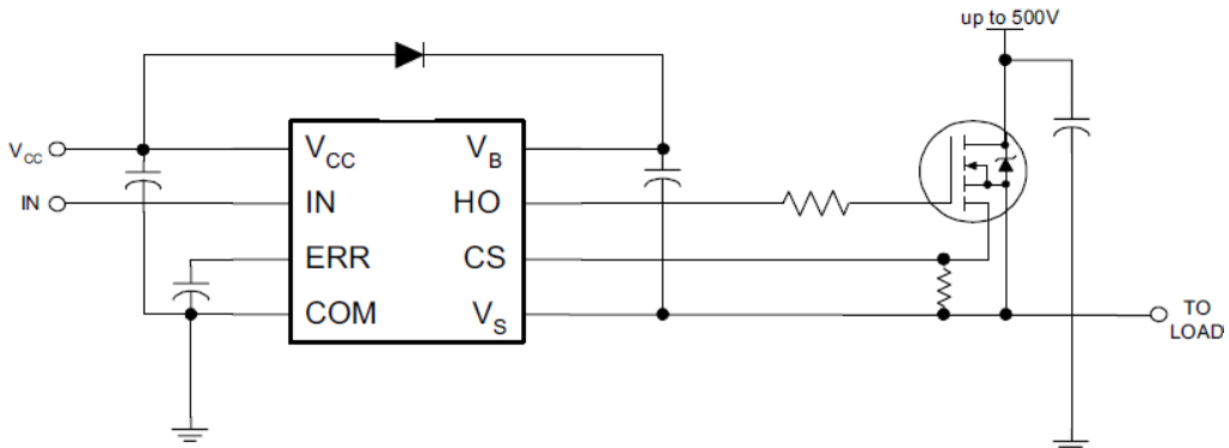 up to 500V
VCC
VCC
VB
IN
IN
HO
ERR
CS
COM
VS
TO
LOAD